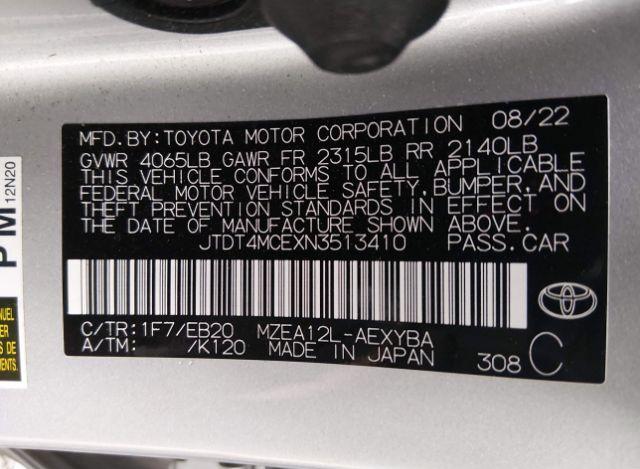 MFD.BY:TOYOTA MOTOR CORPORATION 08/22
GVWR 4065LB GAWR FR 2315LB RR 2140LB
THIS VEHICLE CONFORMS TO ALL APPLICABLE
FEDERAL MOTOR VEHICLE SAFETY,BUMPER,AND
THEFT PREVENTION STANDARDS IN EFFECT ON
THE DATE OF MANUFACTURE SHOWN ABOVE.
JTDT4MCEXN3513410 PASS.CAR
C/TR:1F7/EB20 MZEA12L-AEXYBA
A/TM: /K120 MADE IN JAPAN 308 C
PM
12N20